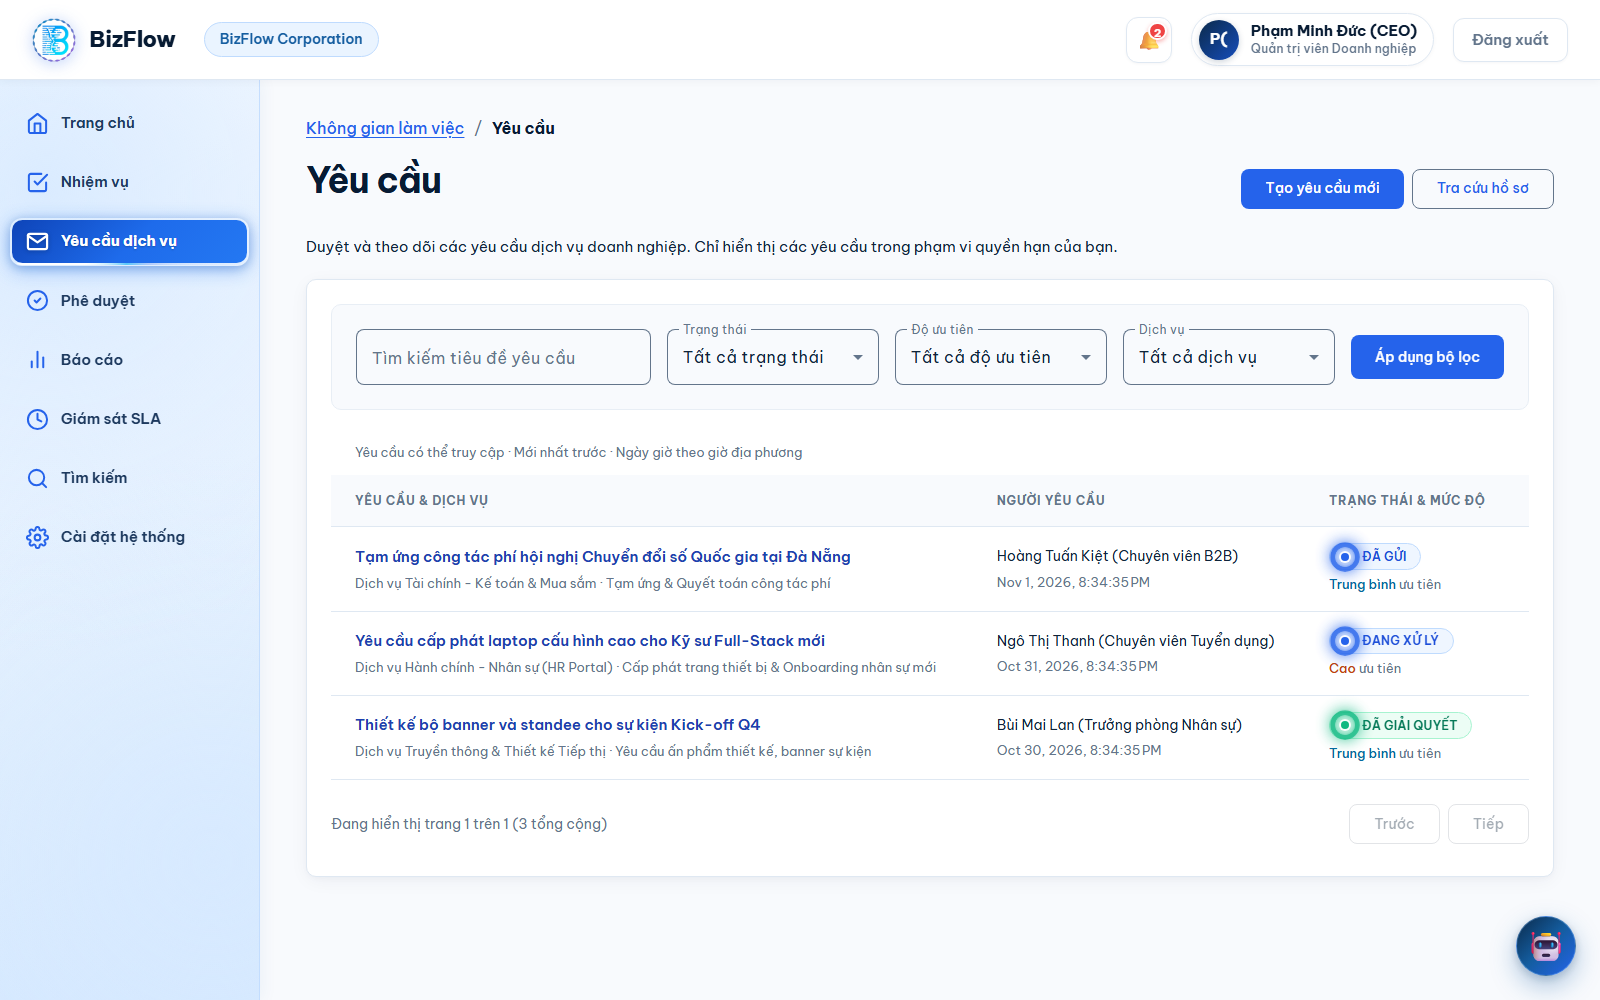 BizFlow
BizFlow Corporation
2
P(
Phạm Minh Đức (CEO)
Quản trị viên Doanh nghiệp
Đăng xuất
Trang chủ
Nhiệm vụ
Yêu cầu dịch vụ
Phê duyệt
Báo cáo
Giám sát SLA
Tìm kiếm
Cài đặt hệ thống
Không gian làm việc / Yêu cầu
Yêu cầu
Tạo yêu cầu mới
Tra cứu hồ sơ
Duyệt và theo dõi các yêu cầu dịch vụ doanh nghiệp. Chỉ hiển thị các yêu cầu trong phạm vi quyền hạn của bạn.
Tìm kiếm tiêu đề yêu cầu
Trạng thái
Tất cả trạng thái
Độ ưu tiên
Tất cả độ ưu tiên
Dịch vụ
Tất cả dịch vụ
Áp dụng bộ lọc
Yêu cầu có thể truy cập · Mới nhất trước · Ngày giờ theo giờ địa phương
YÊU CẦU & DỊCH VỤ
NGƯỜI YÊU CẦU
TRẠNG THÁI & MỨC ĐỘ
Tạm ứng công tác phí hội nghị Chuyển đổi số Quốc gia tại Đà Nẵng
Dịch vụ Tài chính - Kế toán & Mua sắm · Tạm ứng & Quyết toán công tác phí
Hoàng Tuấn Kiệt (Chuyên viên B2B)
Nov 1, 2026, 8:34:35 PM
ĐÃ GỬI
Trung bình ưu tiên
Yêu cầu cấp phát laptop cấu hình cao cho Kỹ sư Full-Stack mới
Dịch vụ Hành chính - Nhân sự (HR Portal) · Cấp phát trang thiết bị & Onboarding nhân sự mới
Ngô Thị Thanh (Chuyên viên Tuyển dụng)
Oct 31, 2026, 8:34:35 PM
ĐANG XỬ LÝ
Cao ưu tiên
Thiết kế bộ banner và standee cho sự kiện Kick-off Q4
Dịch vụ Truyền thông & Thiết kế Tiếp thị · Yêu cầu ấn phẩm thiết kế, banner sự kiện
Bùi Mai Lan (Trưởng phòng Nhân sự)
Oct 30, 2026, 8:34:35 PM
ĐÃ GIẢI QUYẾT
Trung bình ưu tiên
Đang hiển thị trang 1 trên 1 (3 tổng cộng)
Trước
Tiếp